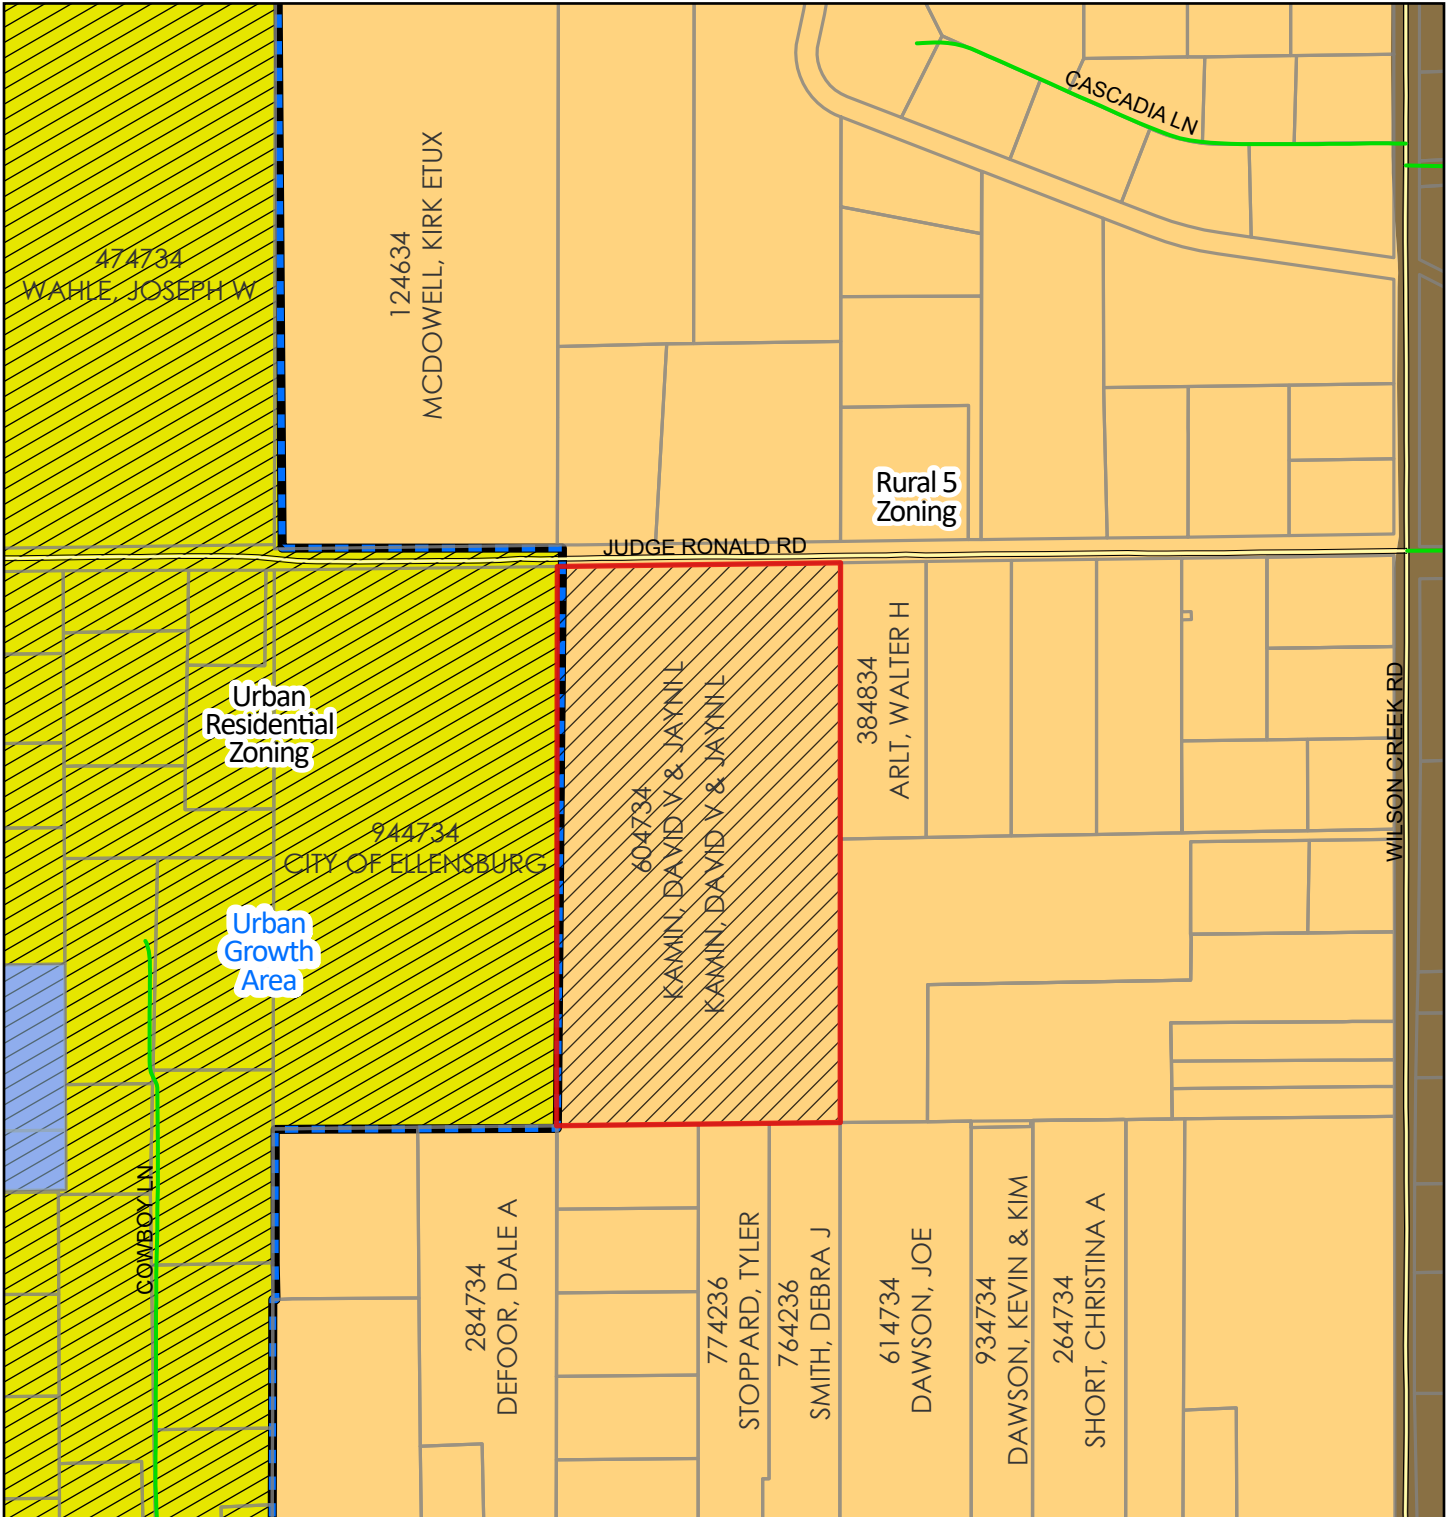 CASCADIA LN
124634
MCDOWELL, KIRK ETUX
474734
WAHLE, JOSEPH W
Rural 5
Zoning
JUDGE RONALD RD
384834
ARLT, WALTER H
604734
KAMIN, DAVID V & JAYNIL
KAMIN, DAVID V & JAYNIL
WILSON CREEK RD
Urban
Residential
Zoning
944734
CITY OF ELLENSBURG
Urban
Growth
Area
COWBOY LN
284734
DEFOOR, DALE A
774236
STOPPARD, TYLER
764236
SMITH, DEBRA J
614734
DAWSON, JOE
934734
DAWSON, KEVIN & KIM
264734
SHORT, CHRISTINA A